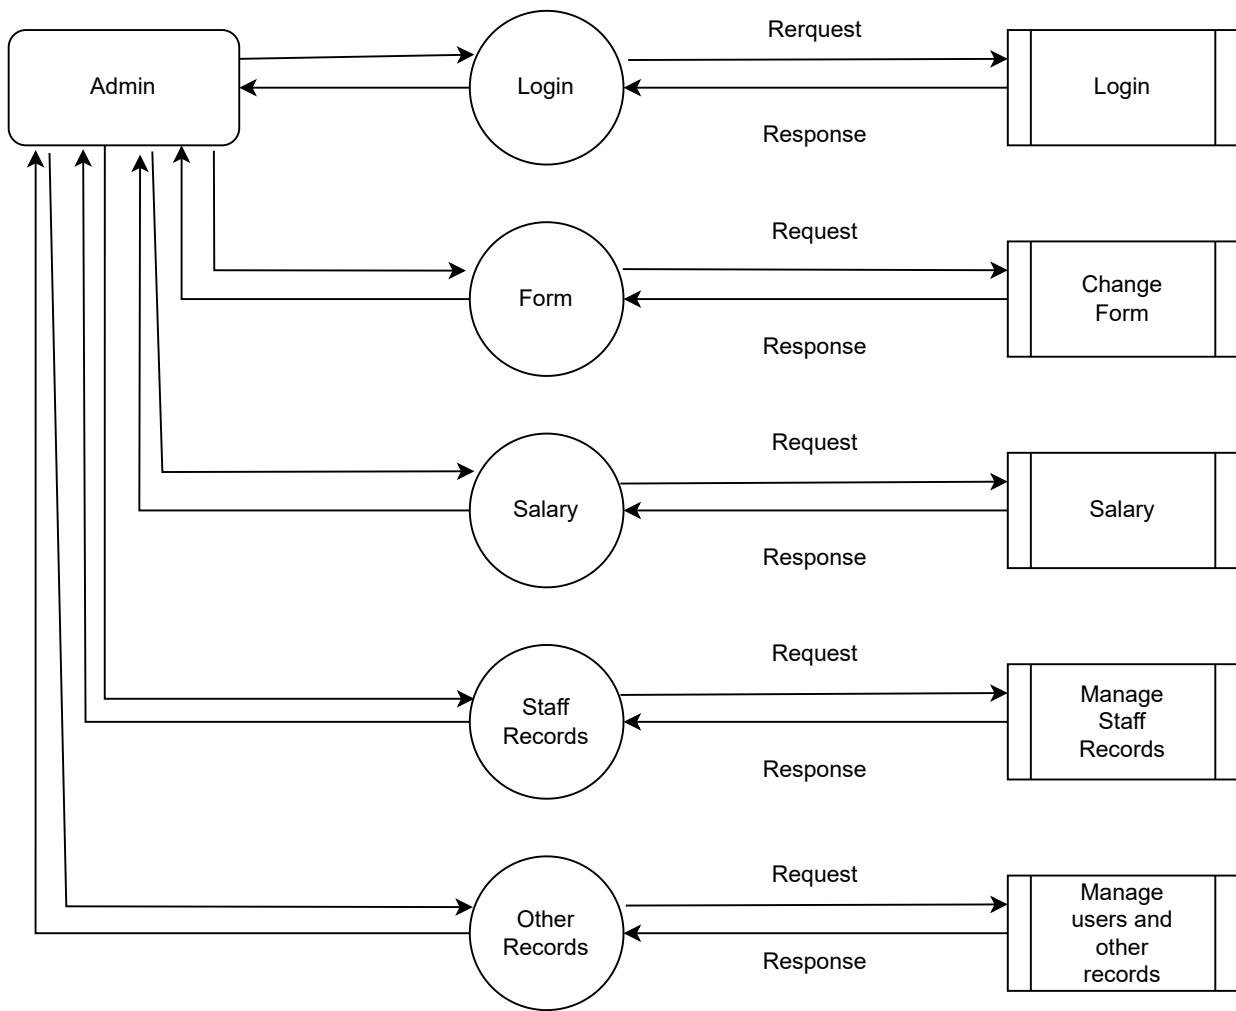 Rerquest
Admin
Login
Login
Response
Request
Form
Change
Form
Response
Request
Salary
Salary
Response
Request
Staff
Records
Manage
Staff
Records
Response
Request
Other
Records
Manage
users and
other
records
Response